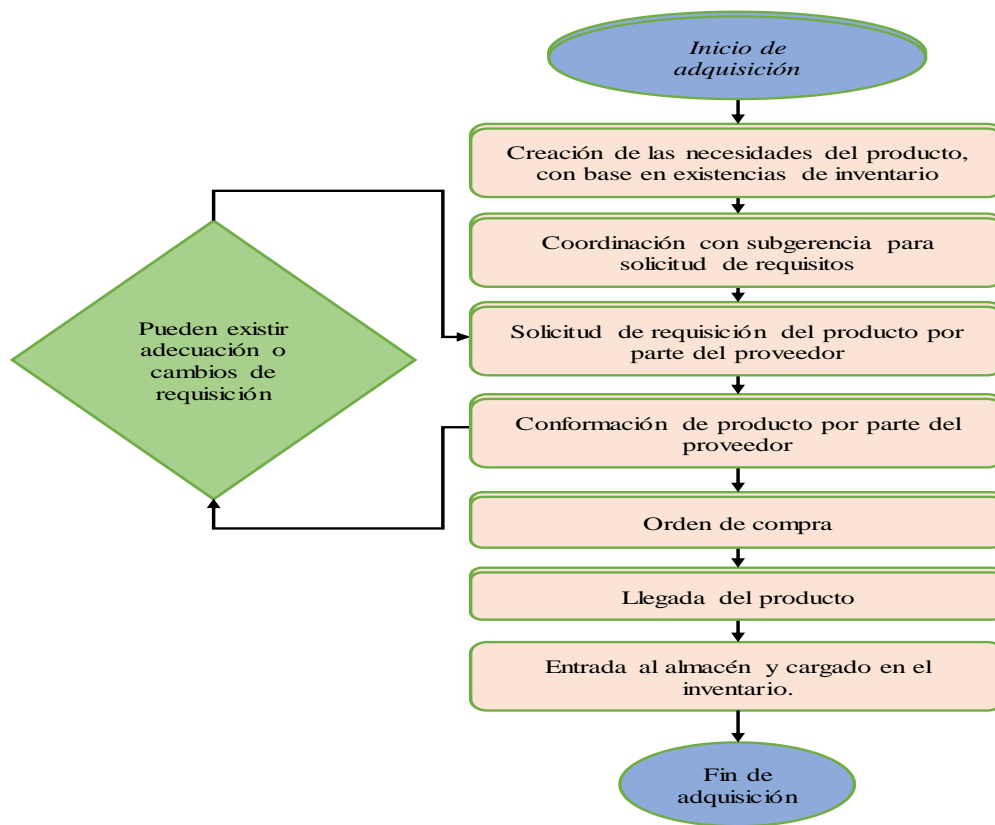 Inicio de
adquisición
Creación de las necesidades del producto,
con base en existencias de inventario
Coordinación con subgerencia para
solicitud de requisitos
Pueden existir
adecuación o
cambios de
requisición
Solicitud de requisición del producto por
parte del proveedor
Conformación de producto por parte del
proveedor
Orden de compra
Llegada del producto
Entrada al almacén y cargado en el
inventario.
Fin de
adquisición